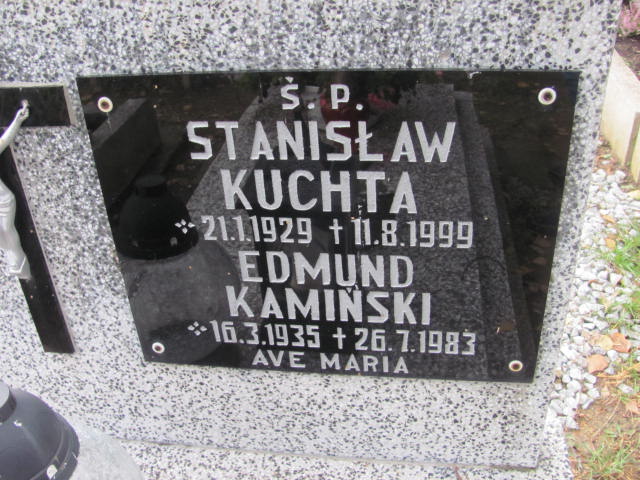 Ś. P.
STANISŁAW
KUCHTA
21.1.1929 † 11.8.1999
EDMUND
KAMIŃSKI
16.3.1935 † 26.7.1983
AVE MARIA